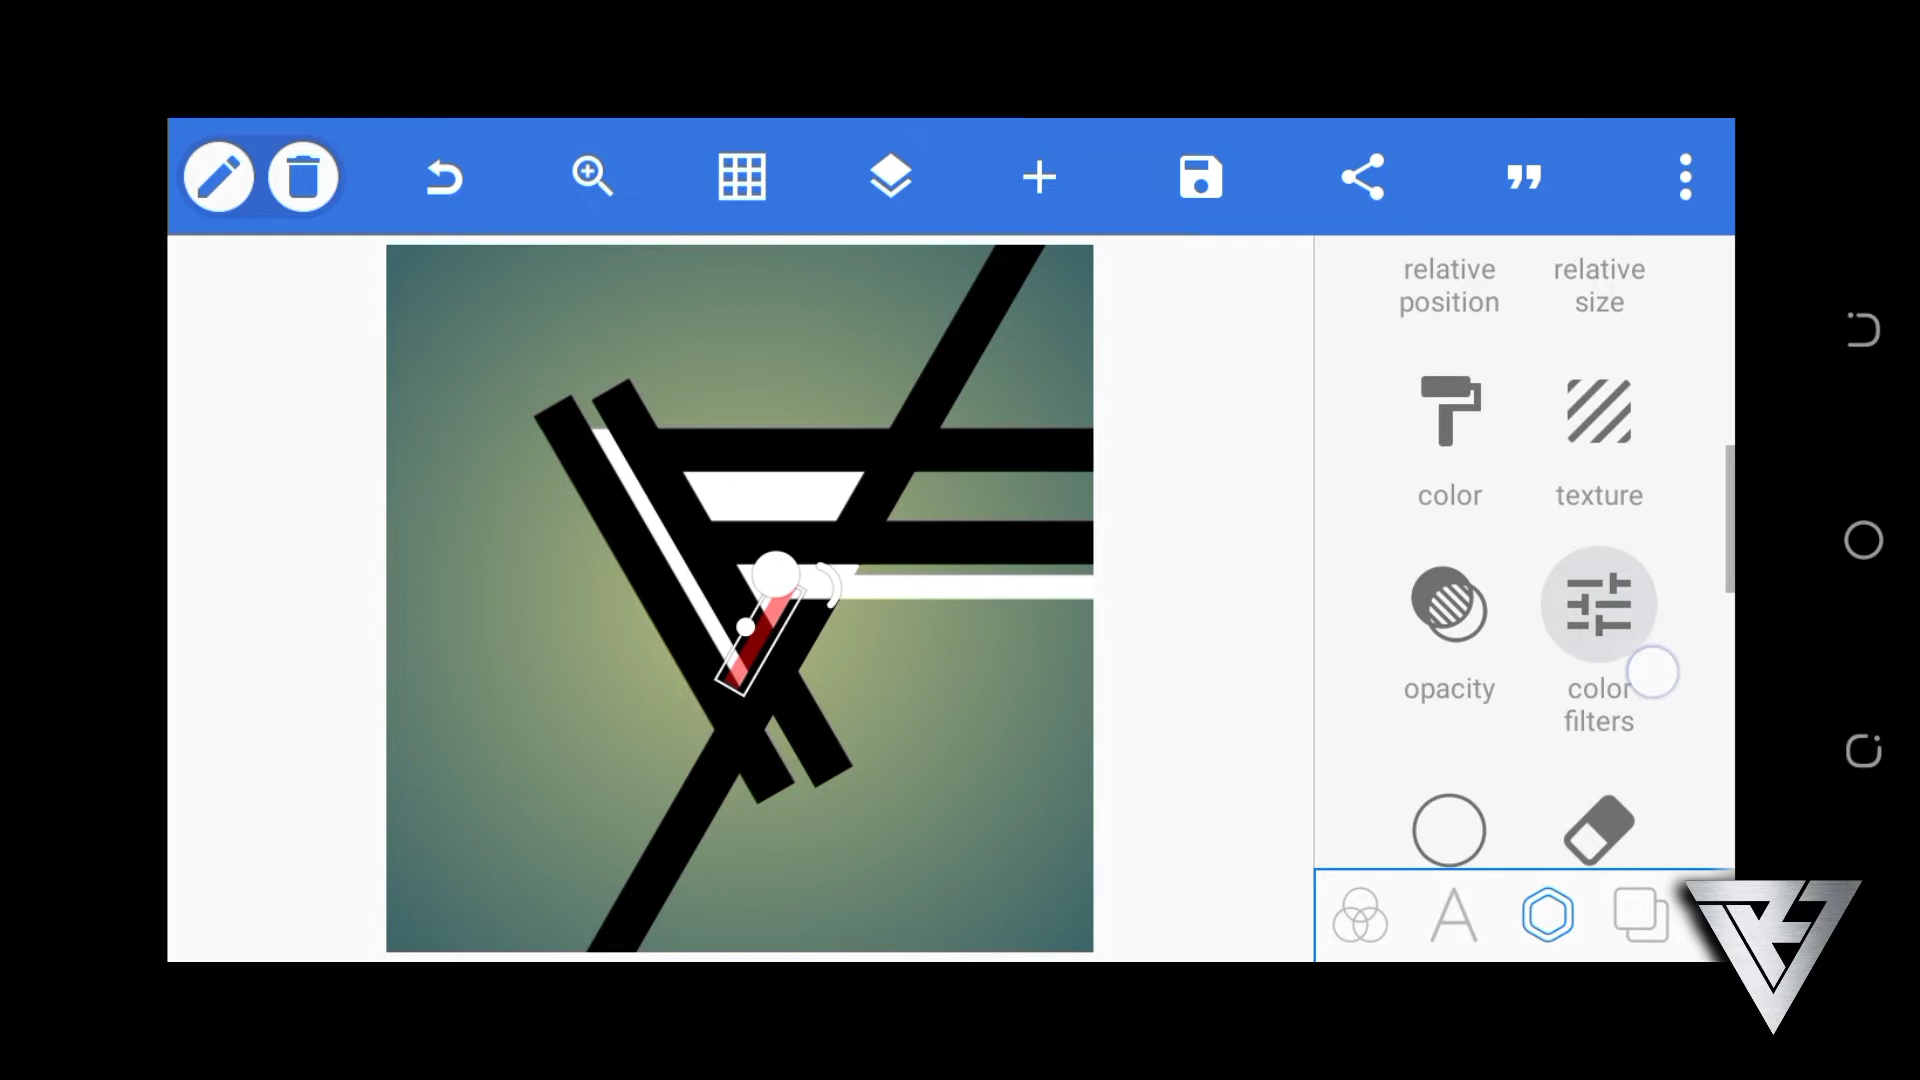 relative
position
relative
size
color
texture
opacity
color
filters